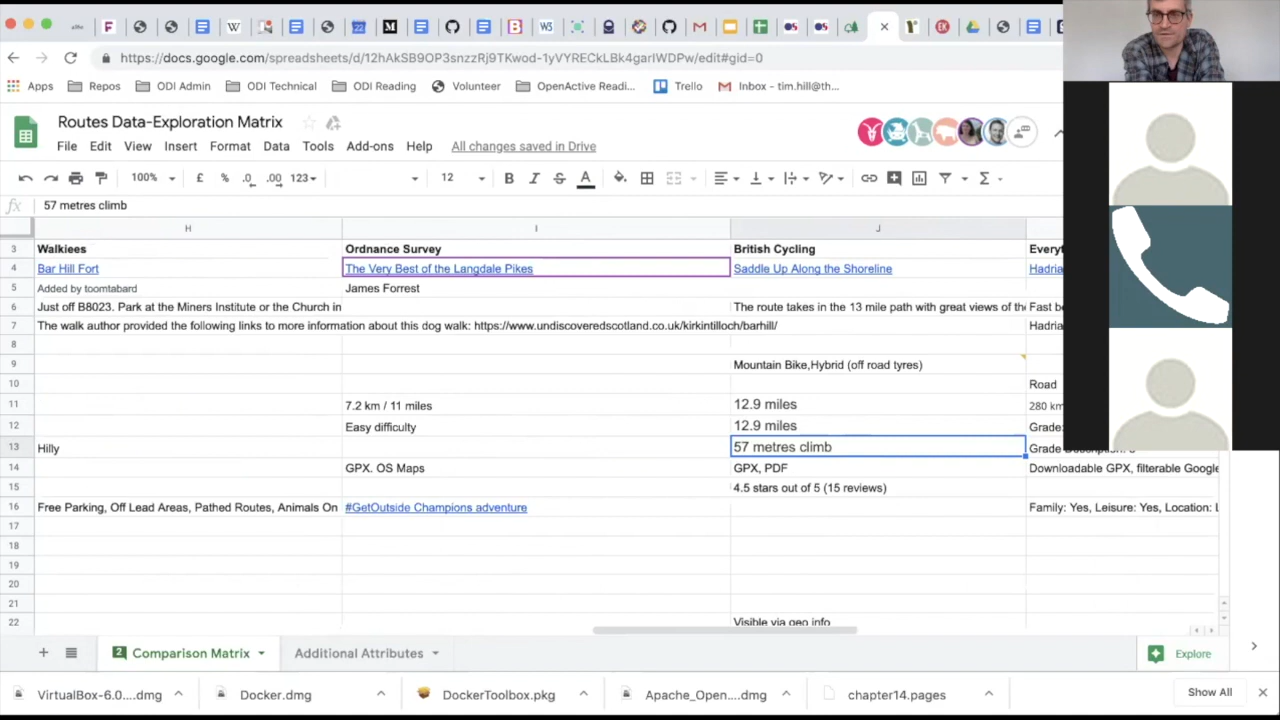 https://docs.google.com/spreadsheets/d/12hAkSB9OP3snzzRj9TKwod-1yVYRECkLBk4garIWDPw/edit#gid=0
Apps Repos ODI Admin ODI Technical ODI Reading Volunteer OpenActive Readi... Trello Inbox - tim.hill@th...
Routes Data-Exploration Matrix
File Edit View Insert Format Data Tools Add-ons Help All changes saved in Drive
100% £ % .0 .00 123 12 B I S A
fx 57 metres climb
H I J
3 Walkiees Ordnance Survey British Cycling Everyt
4 Bar Hill Fort The Very Best of the Langdale Pikes Saddle Up Along the Shoreline Hadria
5 Added by toomtabard James Forrest
6 Just off B8023. Park at the Miners Institute or the Church in The route takes in the 13 mile path with great views of the Fast be
7 The walk author provided the following links to more information about this dog walk: https://www.undiscoveredscotland.co.uk/kirkintilloch/barhill/ Hadria
8
9 Mountain Bike,Hybrid (off road tyres)
10 Road
11 7.2 km / 11 miles 12.9 miles 280 km
12 Easy difficulty 12.9 miles Grade:
13 Hilly 57 metres climb
14 GPX. OS Maps GPX, PDF Downloadable GPX, filterable Google
15 4.5 stars out of 5 (15 reviews)
16 Free Parking, Off Lead Areas, Pathed Routes, Animals On #GetOutside Champions adventure Family: Yes, Leisure: Yes, Location: L
17
18
19
20
21
22 Visible via geo info
2 Comparison Matrix Additional Attributes Explore
VirtualBox-6.0....dmg Docker.dmg DockerToolbox.pkg Apache_Open....dmg chapter14.pages Show All